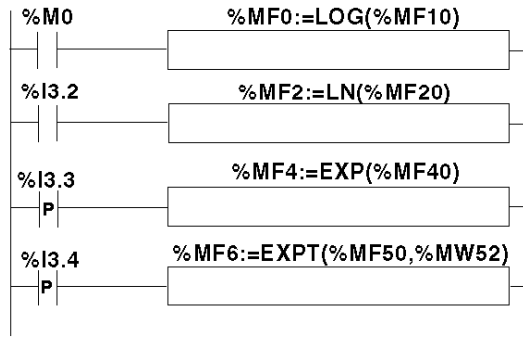 %M0 %MF0:=LOG(%MF10)
%I3.2 %MF2:=LN(%MF20)
%I3.3 %MF4:=EXP(%MF40)
P
%I3.4 %MF6:=EXPT(%MF50,%MW52)
P